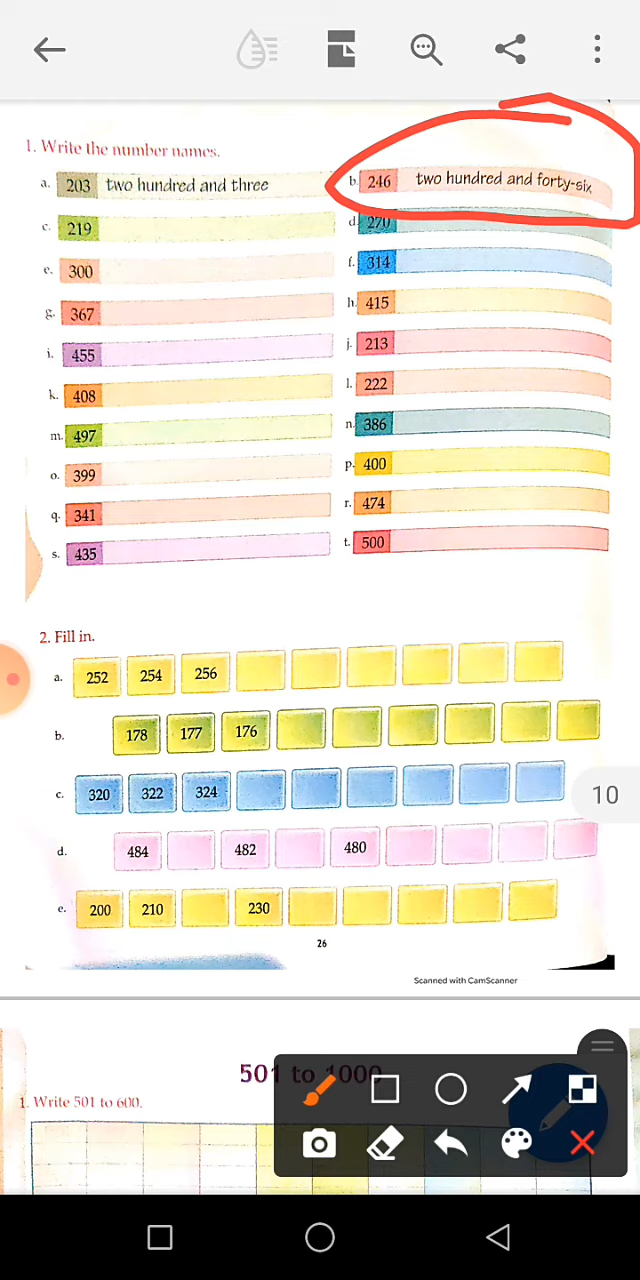 1. Write the number names.
a. 203 two hundred and three
b. 246 two hundred and forty-six
c. 219
d. 270
e. 300
f. 314
g. 367
h. 415
i. 455
j. 213
k. 408
l. 222
m. 497
n. 386
o. 399
p. 400
q. 341
r. 474
s. 435
t. 500
2. Fill in.
a. 252 254 256
b. 178 177 176
c. 320 322 324
10
d. 484 482 480
e. 200 210 230
26
Scanned with CamScanner
501 to 1000
1. Write 501 to 600.